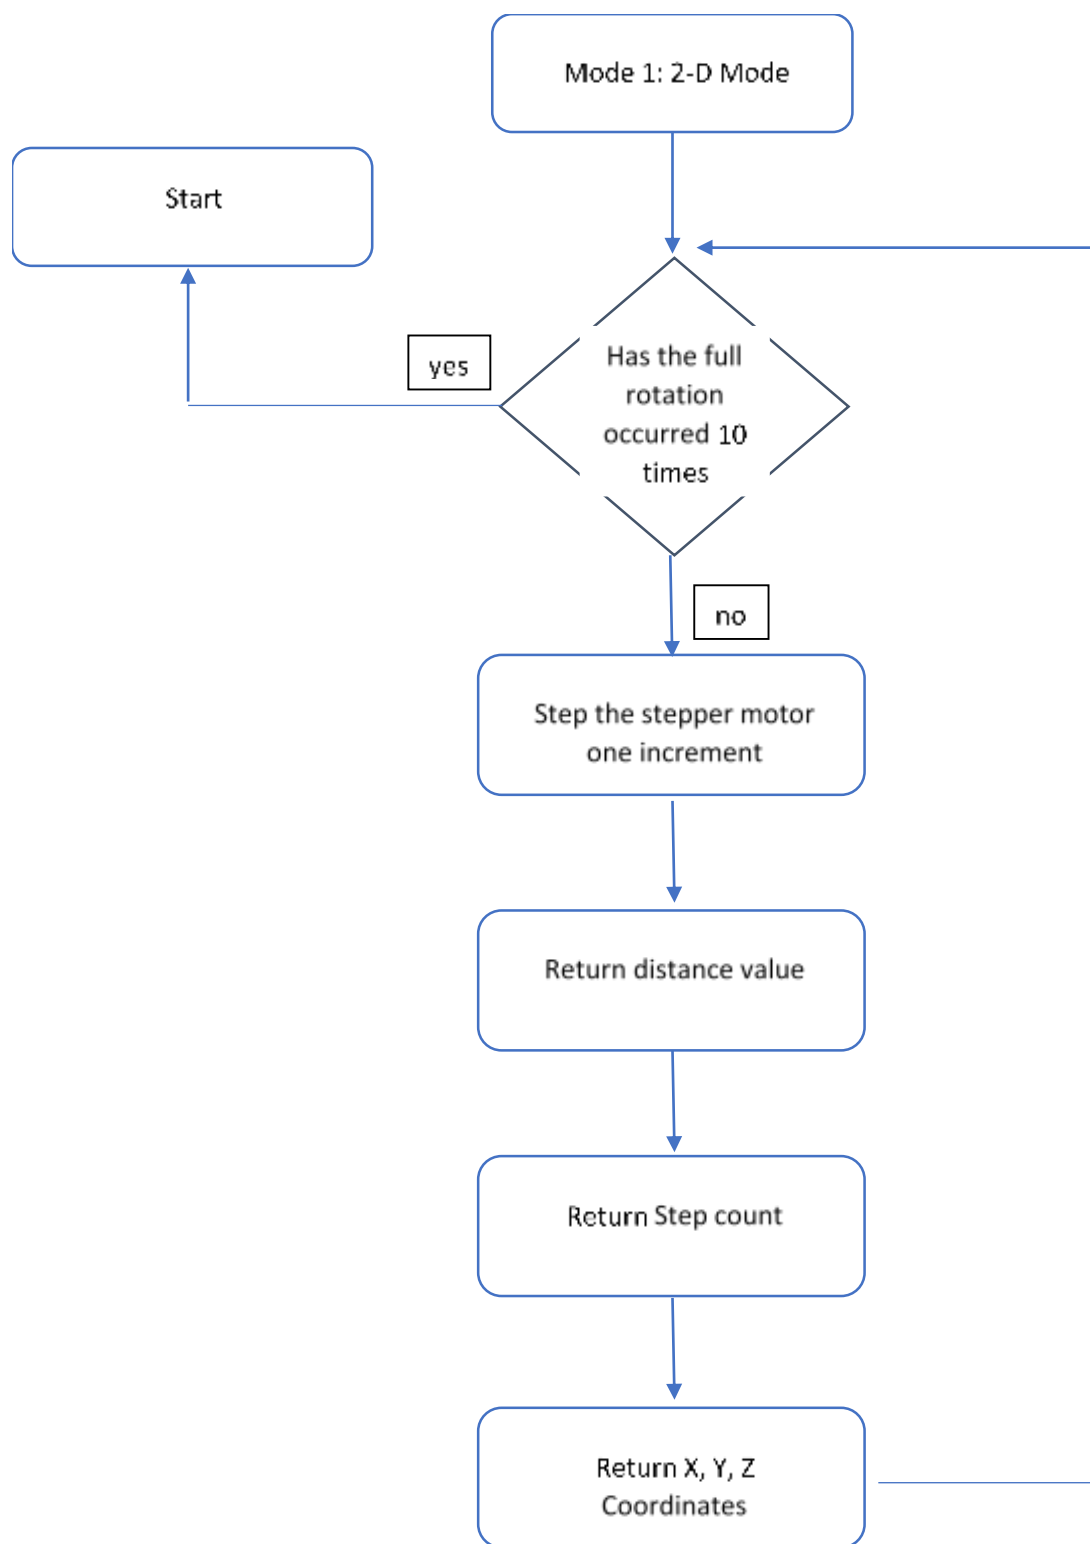 Mode 1: 2-D Mode
Start
yes
Has the full
rotation
occurred 10
times
no
Step the stepper motor
one increment
Return distance value
Return Step count
Return X, Y, Z
Coordinates